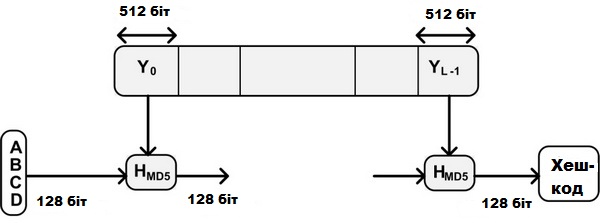 512 біт
512 біт
Y0
YL-1
A
B
C
D
HMD5
HMD5
Хеш-
код
128 біт
128 біт
128 біт